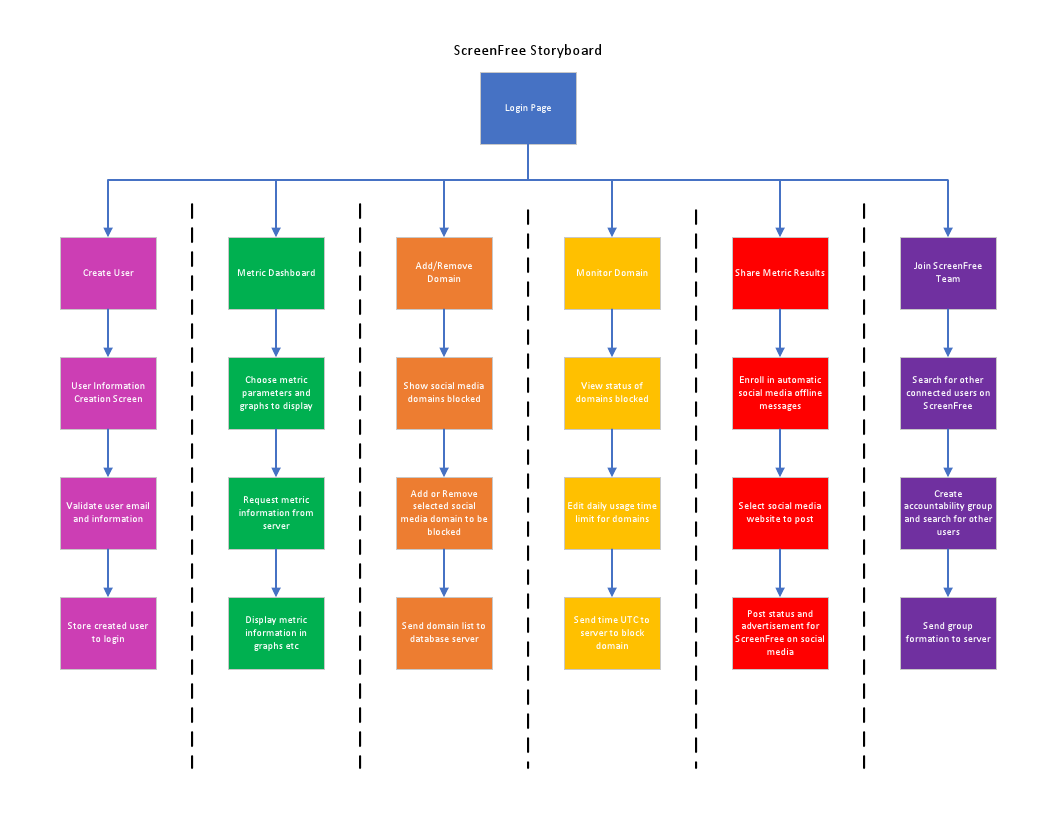 ScreenFree Storyboard
Login Page
Create User
Metric Dashboard
Add/Remove
Domain
Monitor Domain
Share Metric Results
Join ScreenFree
Team
User Information
Creation Screen
Choose metric
parameters and
graphs to display
Show social media
domains blocked
View status of
domains blocked
Enroll in automatic
social media offline
messages
Search for other
connected users on
ScreenFree
Validate user email
and information
Request metric
information from
server
Add or Remove
selected social
media domain to be
blocked
Edit daily usage time
limit for domains
Select social media
website to post
Create
accountability group
and search for other
users
Store created user
to login
Display metric
information in
graphs etc
Send domain list to
database server
Send time UTC to
server to block
domain
Post status and
advertisement for
ScreenFree on social
media
Send group
formation to server